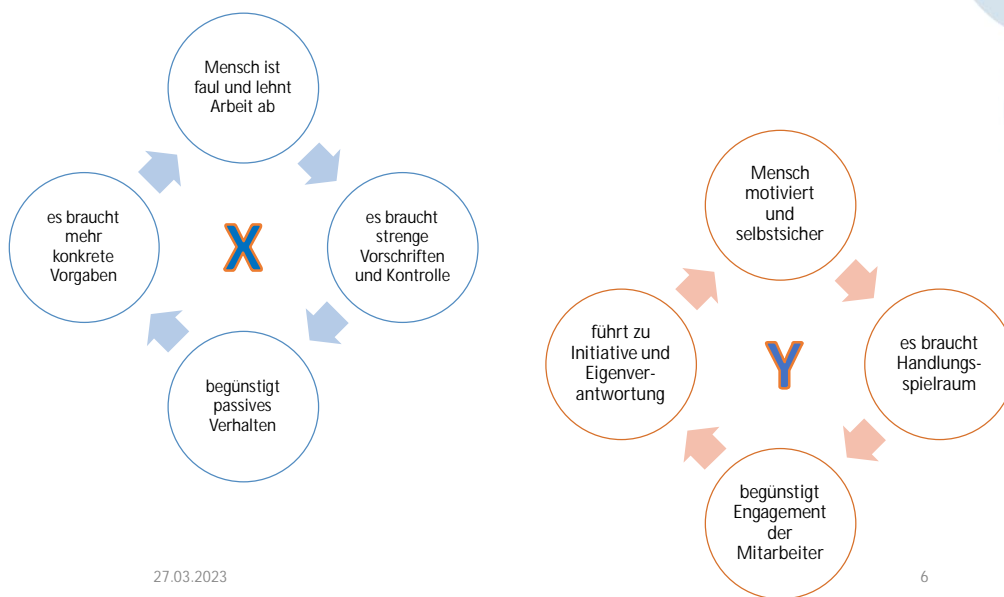 Mensch ist
faul und lehnt
Arbeit ab
es braucht
strenge
Vorschriften
und Kontrolle
begünstigt
passives
Verhalten
es braucht
mehr
konkrete
Vorgaben
X
Mensch
motiviert
und
selbstsicher
es braucht
Handlungs-
spielraum
begünstigt
Engagement
der
Mitarbeiter
führt zu
Initiative und
Eigenver-
antwortung
Y
27.03.2023
6